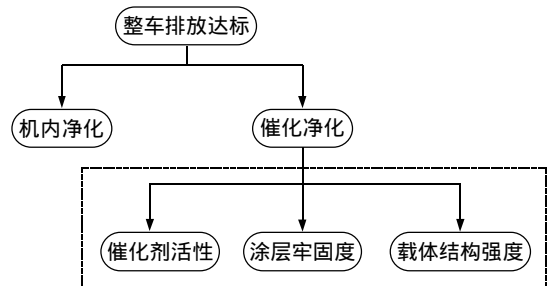 整车排放达标
机内净化
催化净化
催化剂活性
涂层牢固度
载体结构强度